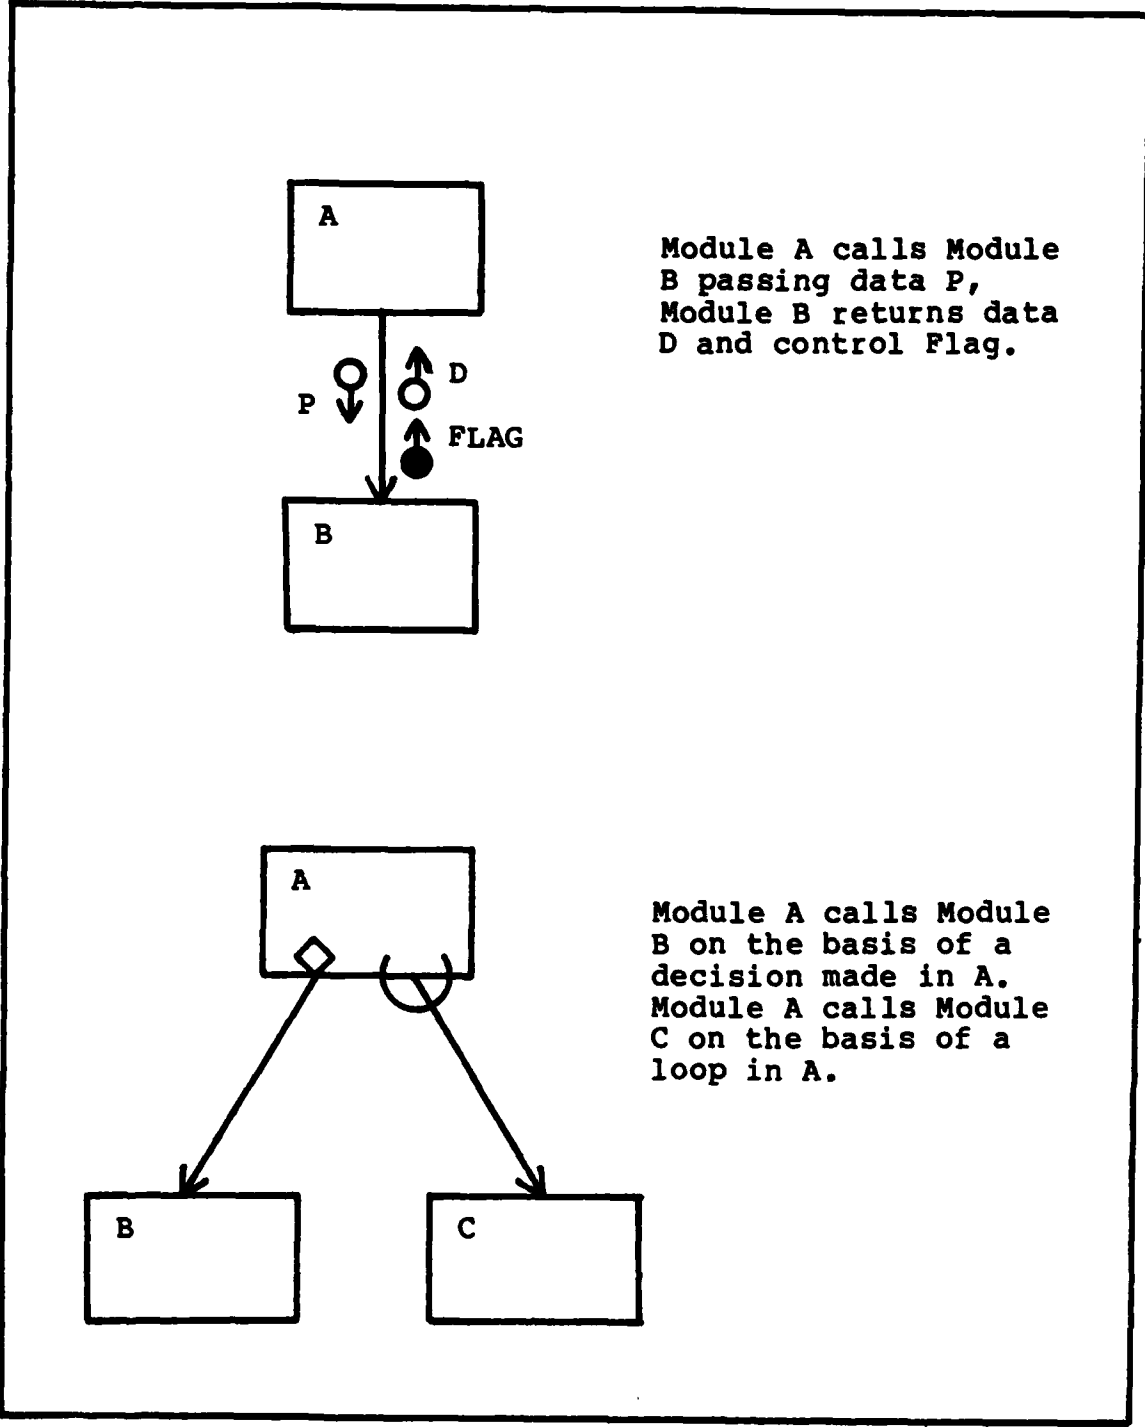 A
Module A calls Module
B passing data P,
Module B returns data
D and control Flag.
D
P
FLAG
B
A
Module A calls Module
B on the basis of a
decision made in A.
Module A calls Module
C on the basis of a
loop in A.
B
C